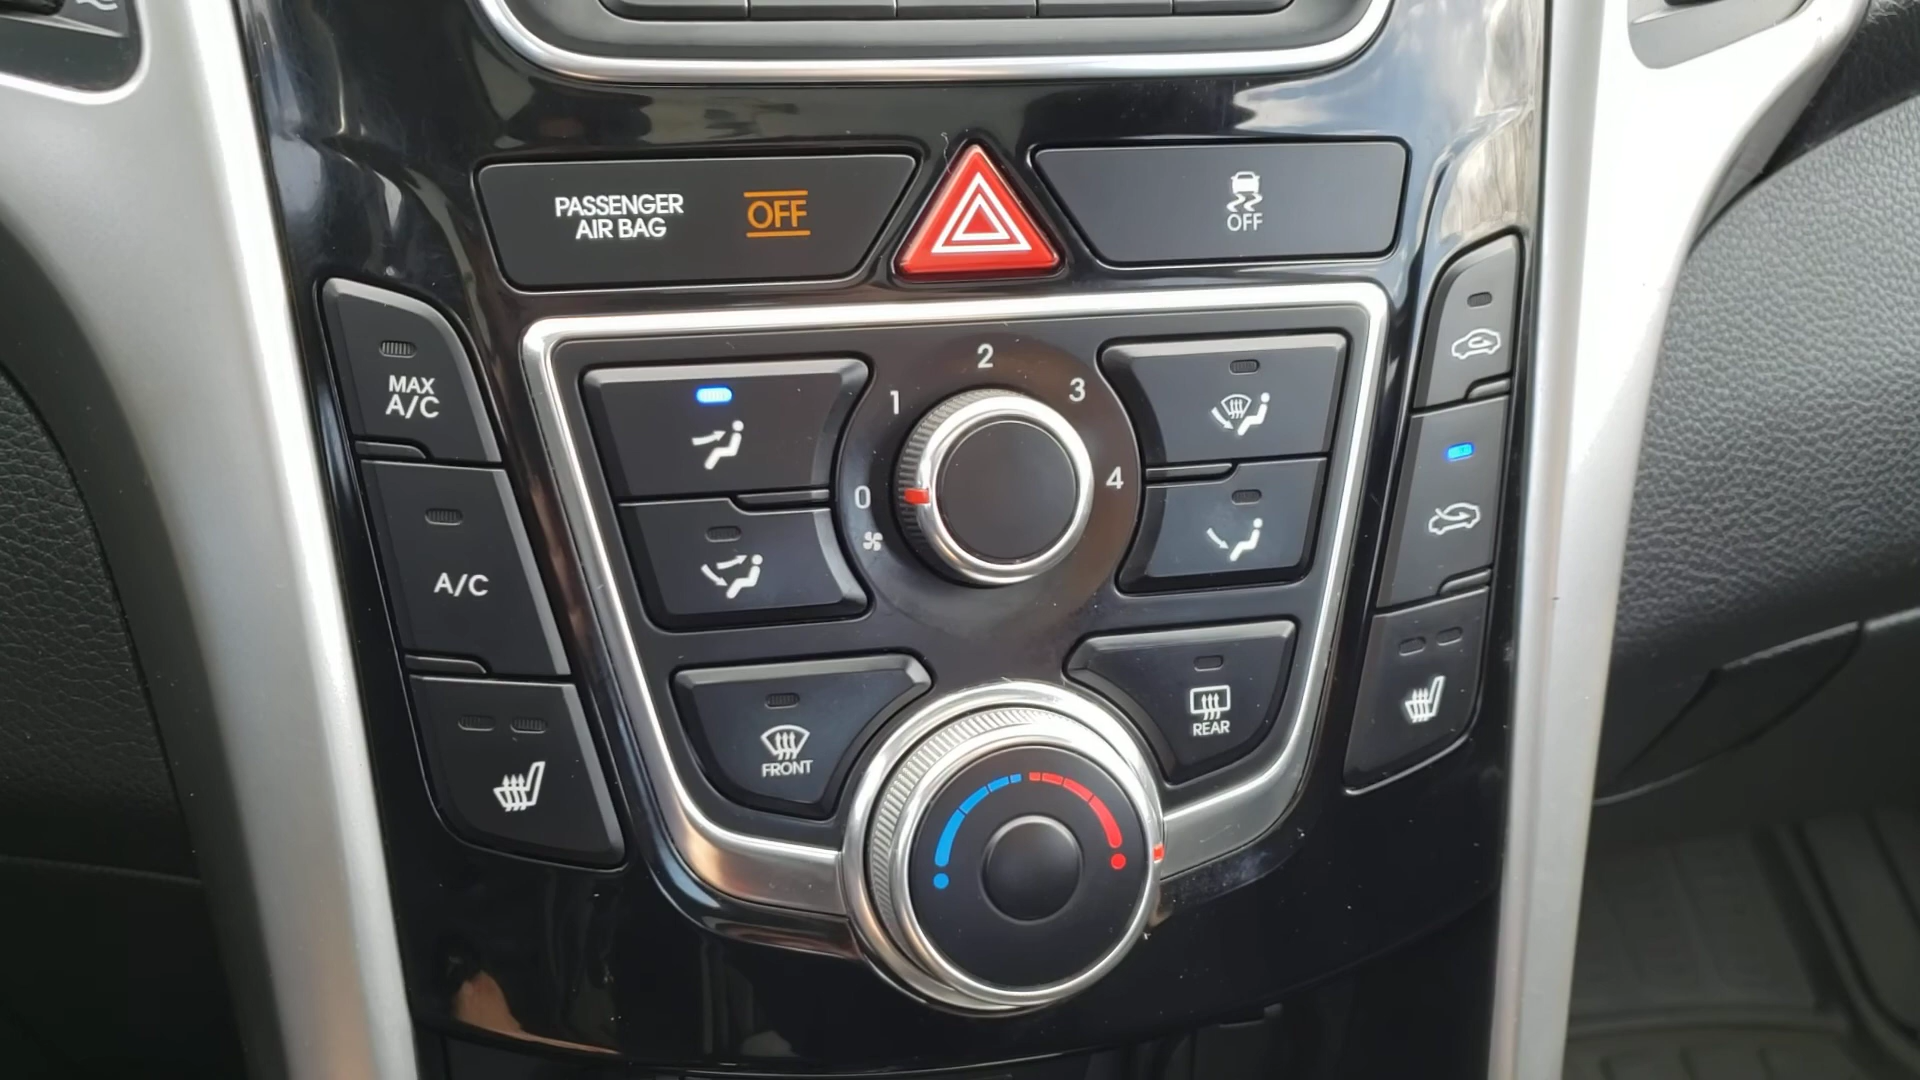 PASSENGER
AIR BAG
OFF
OFF
MAX
A/C
0
1
2
3
4
A/C
FRONT
REAR